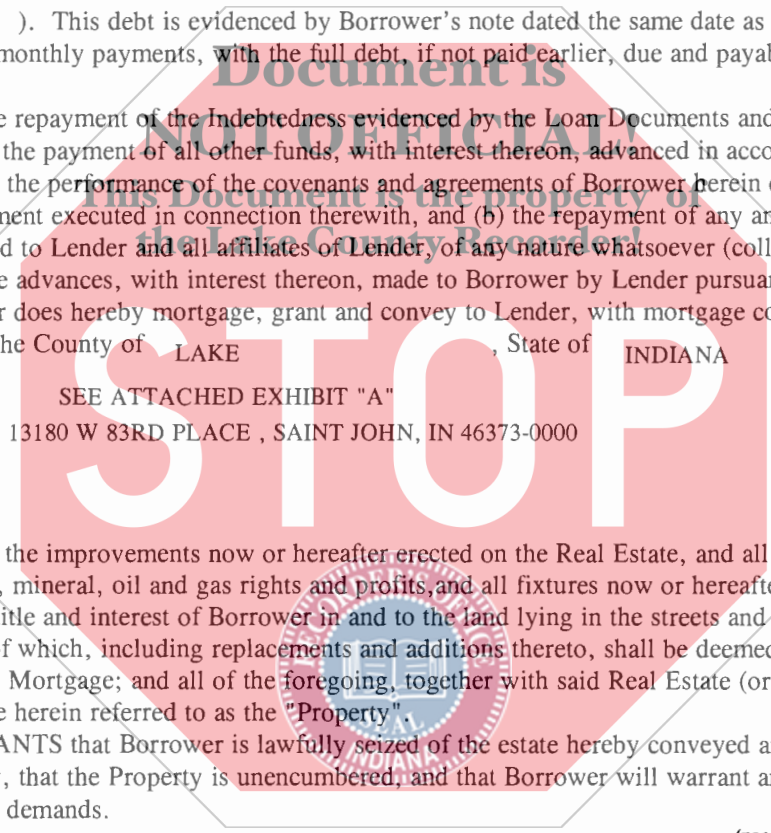 ). This debt is evidenced by Borrower's note dated the same date as
monthly payments, with the full debt, if not paid earlier, due and payab
Document is
e repayment of the Indebtedness evidenced by the Loan Documents and
NOT OFFICIAL!
the payment of all other funds, with interest thereon, advanced in acco
This Document is the property of
the performance of the covenants and agreements of Borrower herein
ment executed in connection therewith, and (b) the repayment of any an
the Lake County Recorder!
d to Lender and all affiliates of Lender, of any nature whatsoever (coll
e advances, with interest thereon, made to Borrower by Lender pursuan
r does hereby mortgage, grant and convey to Lender, with mortgage co
he County of LAKE , State of INDIANA
SEE ATTACHED EXHIBIT "A"
13180 W 83RD PLACE , SAINT JOHN, IN 46373-0000
STOP
the improvements now or hereafter erected on the Real Estate, and all
, mineral, oil and gas rights and profits,and all fixtures now or hereafte
itle and interest of Borrower in and to the land lying in the streets and
of which, including replacements and additions thereto, shall be deemed
Mortgage; and all of the foregoing, together with said Real Estate (or
e herein referred to as the "Property".
RECORDER'S OFFICE
SEAL
INDIANA
ANTS that Borrower is lawfully seized of the estate hereby conveyed a
, that the Property is unencumbered, and that Borrower will warrant a
demands.